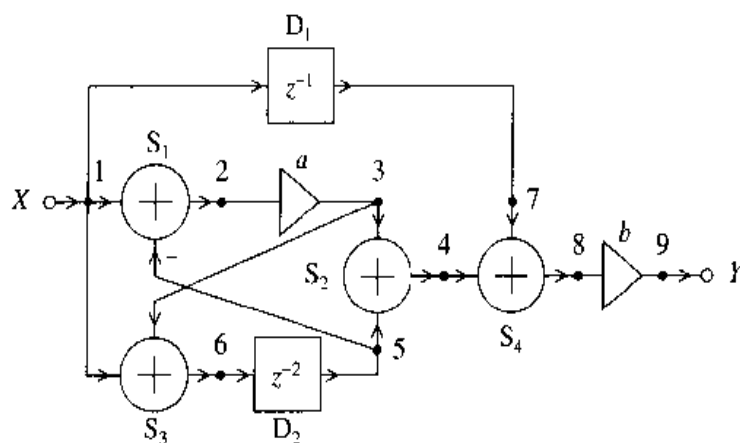 D₁
z⁻¹
S₁
a
X 1 2 3 7
+ −
b
4 8 9
S₂ + + Y
S₄
6 5
+ z⁻²
S₃ D₂